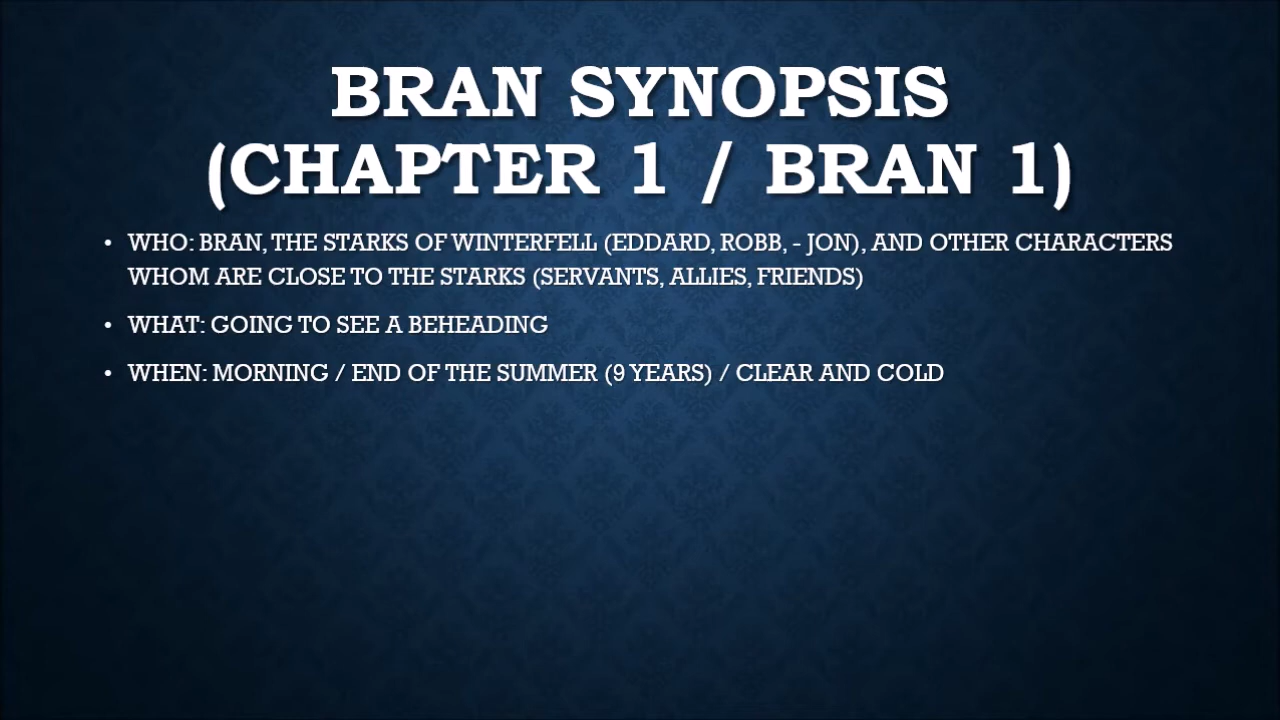 BRAN SYNOPSIS
(CHAPTER 1 / BRAN 1)
• WHO: BRAN, THE STARKS OF WINTERFELL (EDDARD, ROBB, - JON), AND OTHER CHARACTERS
WHOM ARE CLOSE TO THE STARKS (SERVANTS, ALLIES, FRIENDS)
• WHAT: GOING TO SEE A BEHEADING
• WHEN: MORNING / END OF THE SUMMER (9 YEARS) / CLEAR AND COLD